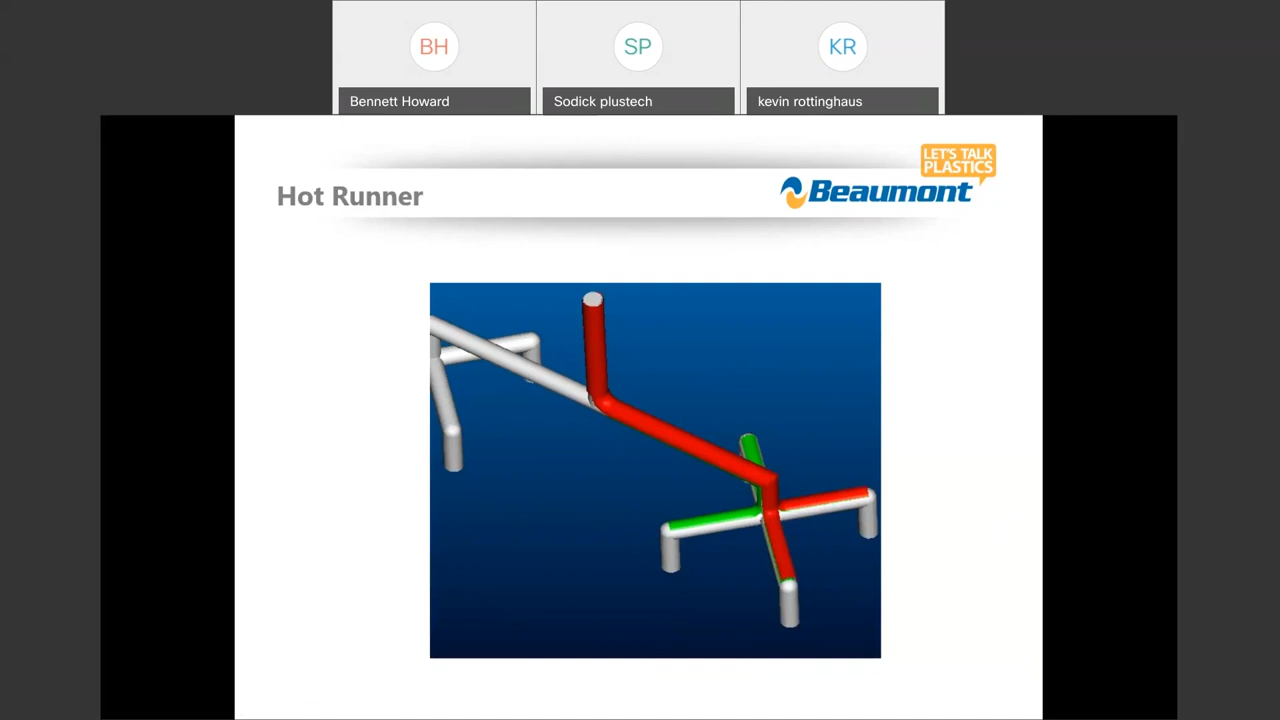 BH
SP
KR
Bennett Howard
Sodick plustech
kevin rottinghaus
LET'S TALK
PLASTICS
Hot Runner
Beaumont